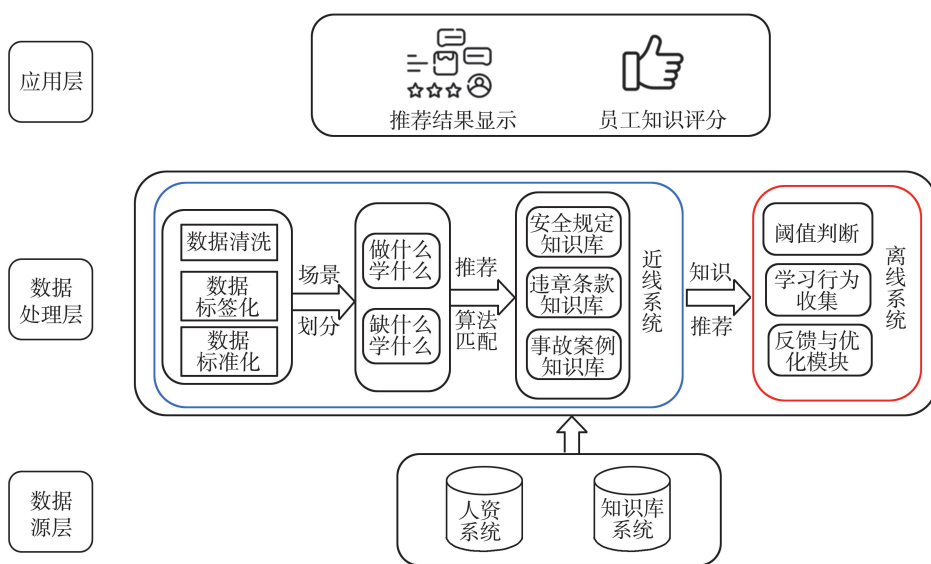 应用层
推荐结果显示
员工知识评分
数据
处理层
数据清洗
数据
标签化
数据
标准化
场景
划分
做什么
学什么
缺什么
学什么
推荐
算法
匹配
安全规定
知识库
违章条款
知识库
事故案例
知识库
近线系统
知识
推荐
阈值判断
学习行为
收集
反馈与优
化模块
离线系统
数据
源层
人资
系统
知识库
系统